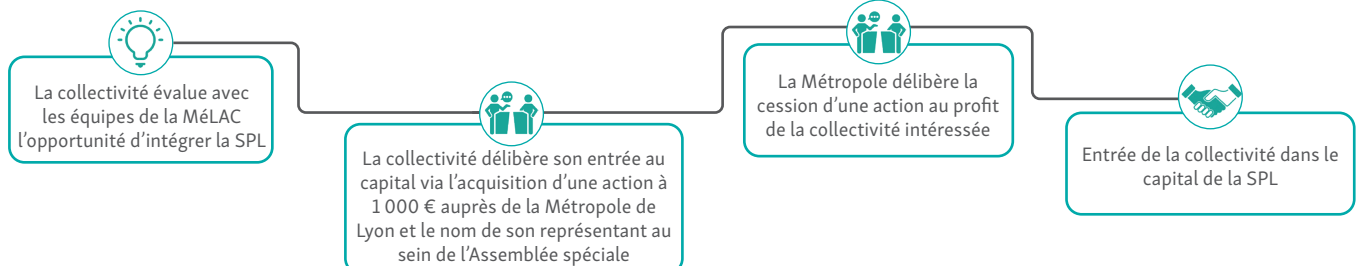 La collectivité évalue avec
les équipes de la MéLAC
l’opportunité d’intégrer la SPL
La collectivité délibère son entrée au
capital via l’acquisition d’une action à
1 000 € auprès de la Métropole de
Lyon et le nom de son représentant au
sein de l’Assemblée spéciale
La Métropole délibère la
cession d’une action au profit
de la collectivité intéressée
Entrée de la collectivité dans le
capital de la SPL